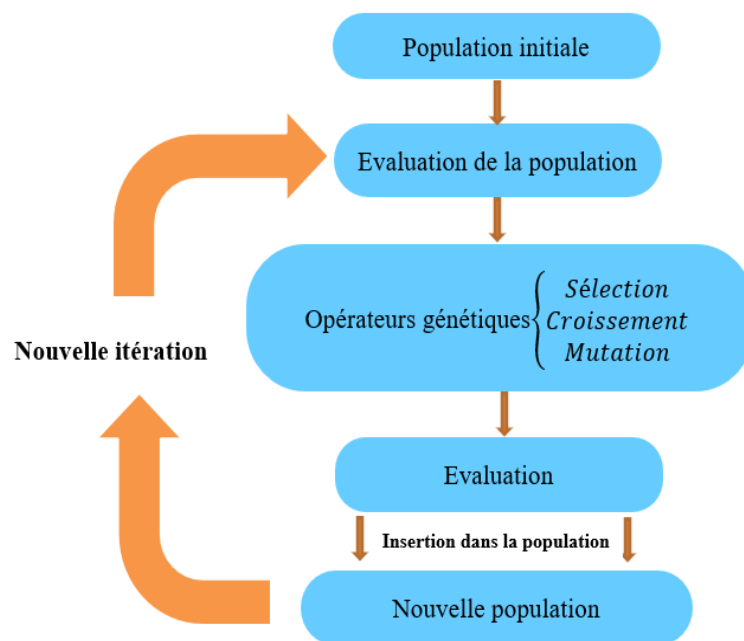 Population initiale
Evaluation de la population
Opérateurs génétiques
Sélection
Croissement
Mutation
Nouvelle itération
Evaluation
Insertion dans la population
Nouvelle population